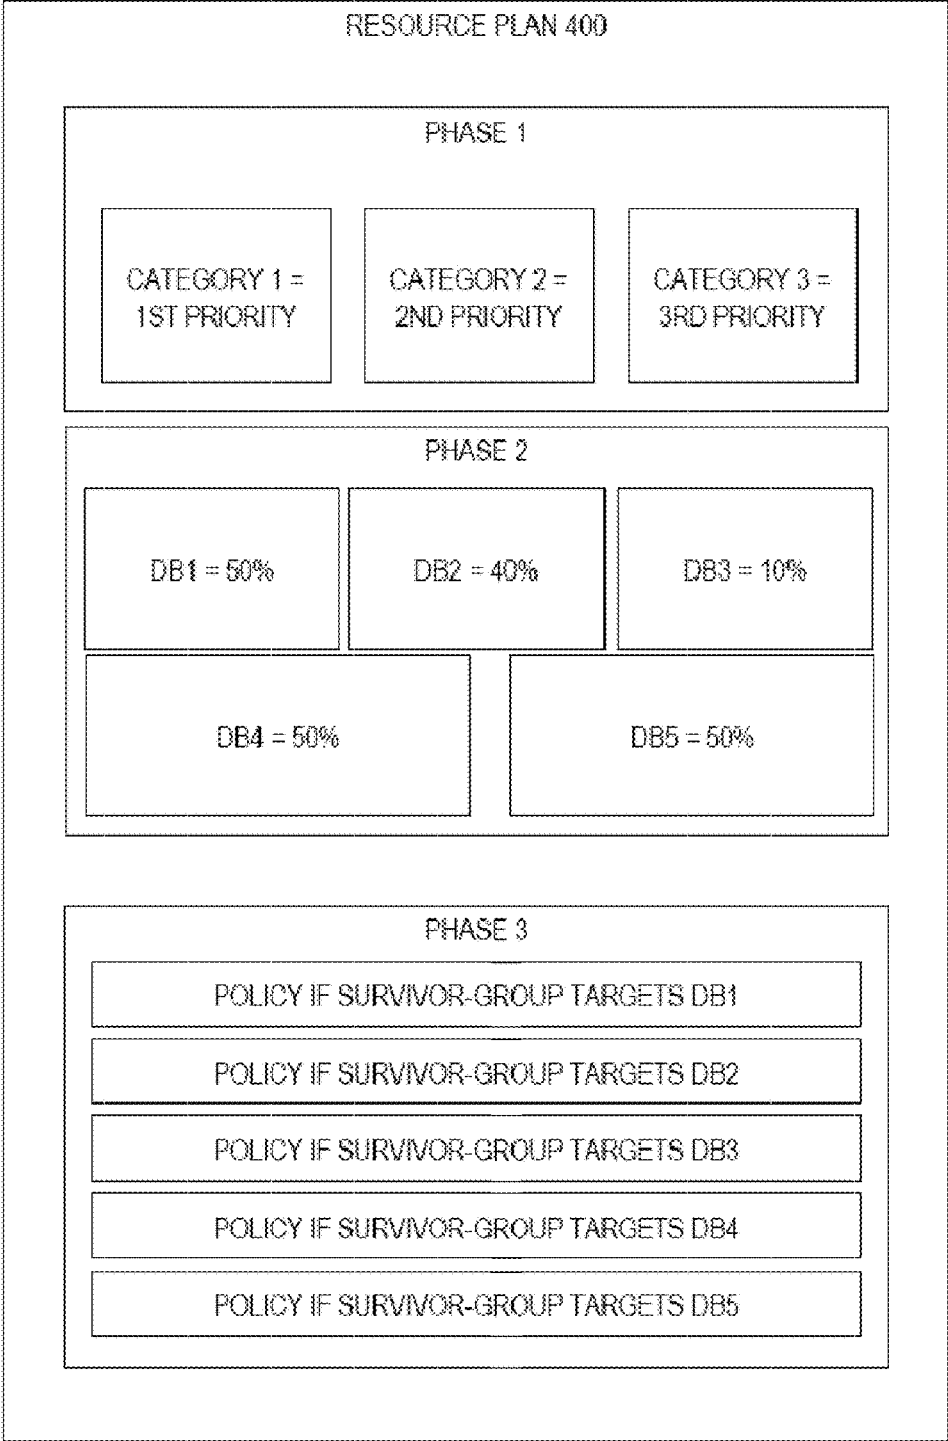 RESOURCE PLAN 400
PHASE 1
CATEGORY 1 =
1ST PRIORITY
CATEGORY 2 =
2ND PRIORITY
CATEGORY 3 =
3RD PRIORITY
PHASE 2
DB1 = 50%
DB2 = 40%
DB3 = 10%
DB4 = 50%
DB5 = 50%
PHASE 3
POLICY IF SURVIVOR-GROUP TARGETS DB1
POLICY IF SURVIVOR-GROUP TARGETS DB2
POLICY IF SURVIVOR-GROUP TARGETS DB3
POLICY IF SURVIVOR-GROUP TARGETS DB4
POLICY IF SURVIVOR-GROUP TARGETS DB5